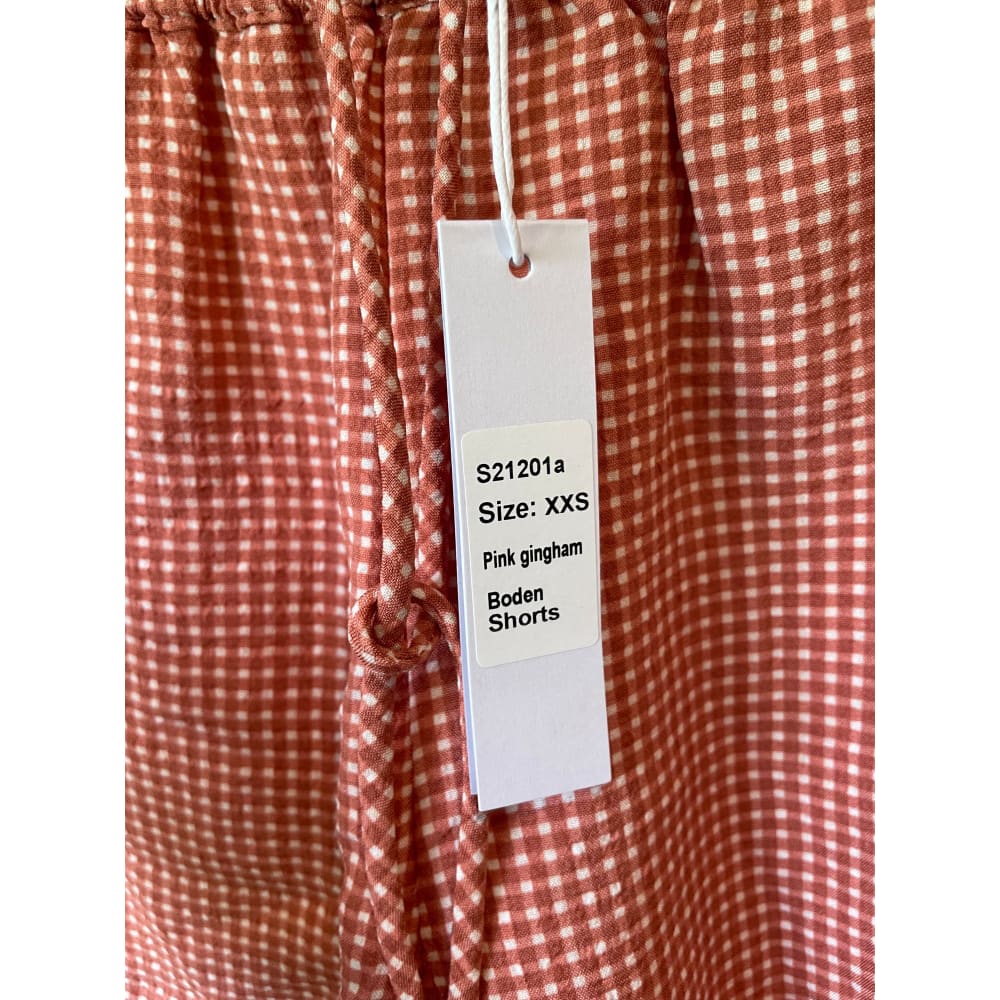 S21201a
Size: XXS
Pink gingham
Boden
Shorts